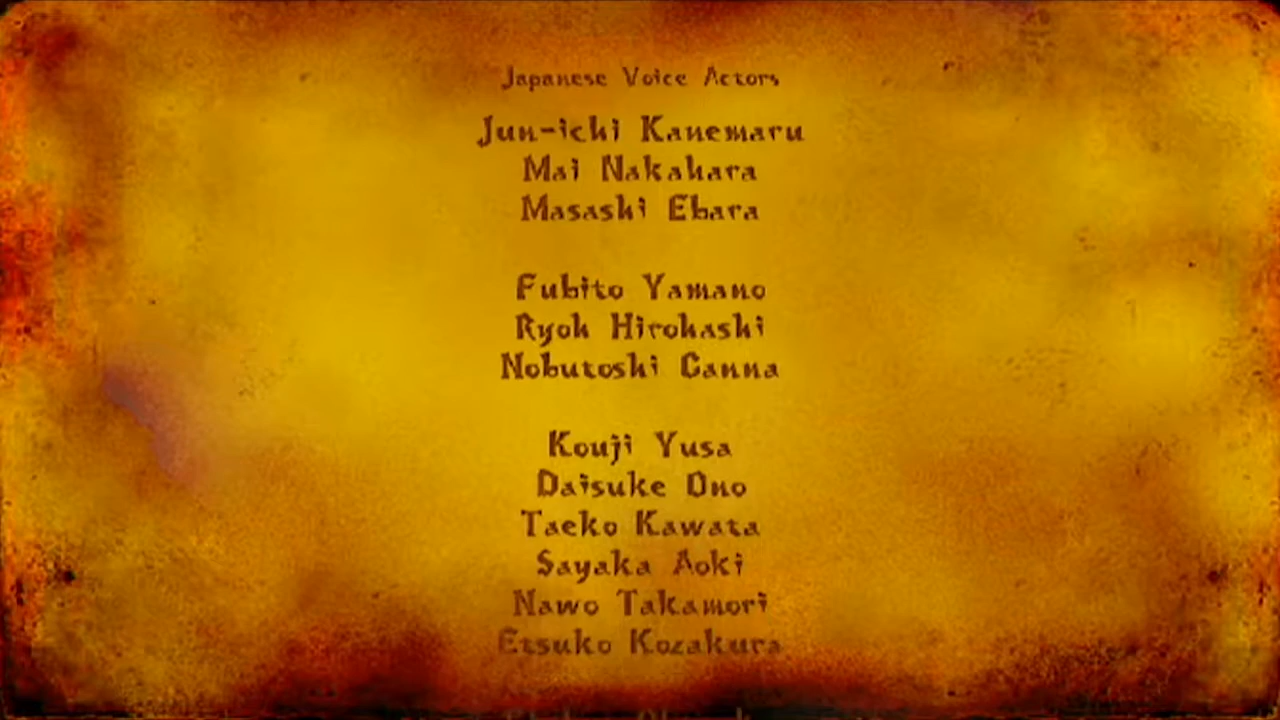 Japanese Voice Actors
Jun-ichi Kanemaru
Mai Nakahara
Masashi Ebara
Fubito Yamano
Ryoh Hirohashi
Nobutoshi Canna
Kouji Yusa
Daisuke Ono
Taeko Kawata
Sayaka Aoki
Nawo Takamori
Etsuko Kozakura